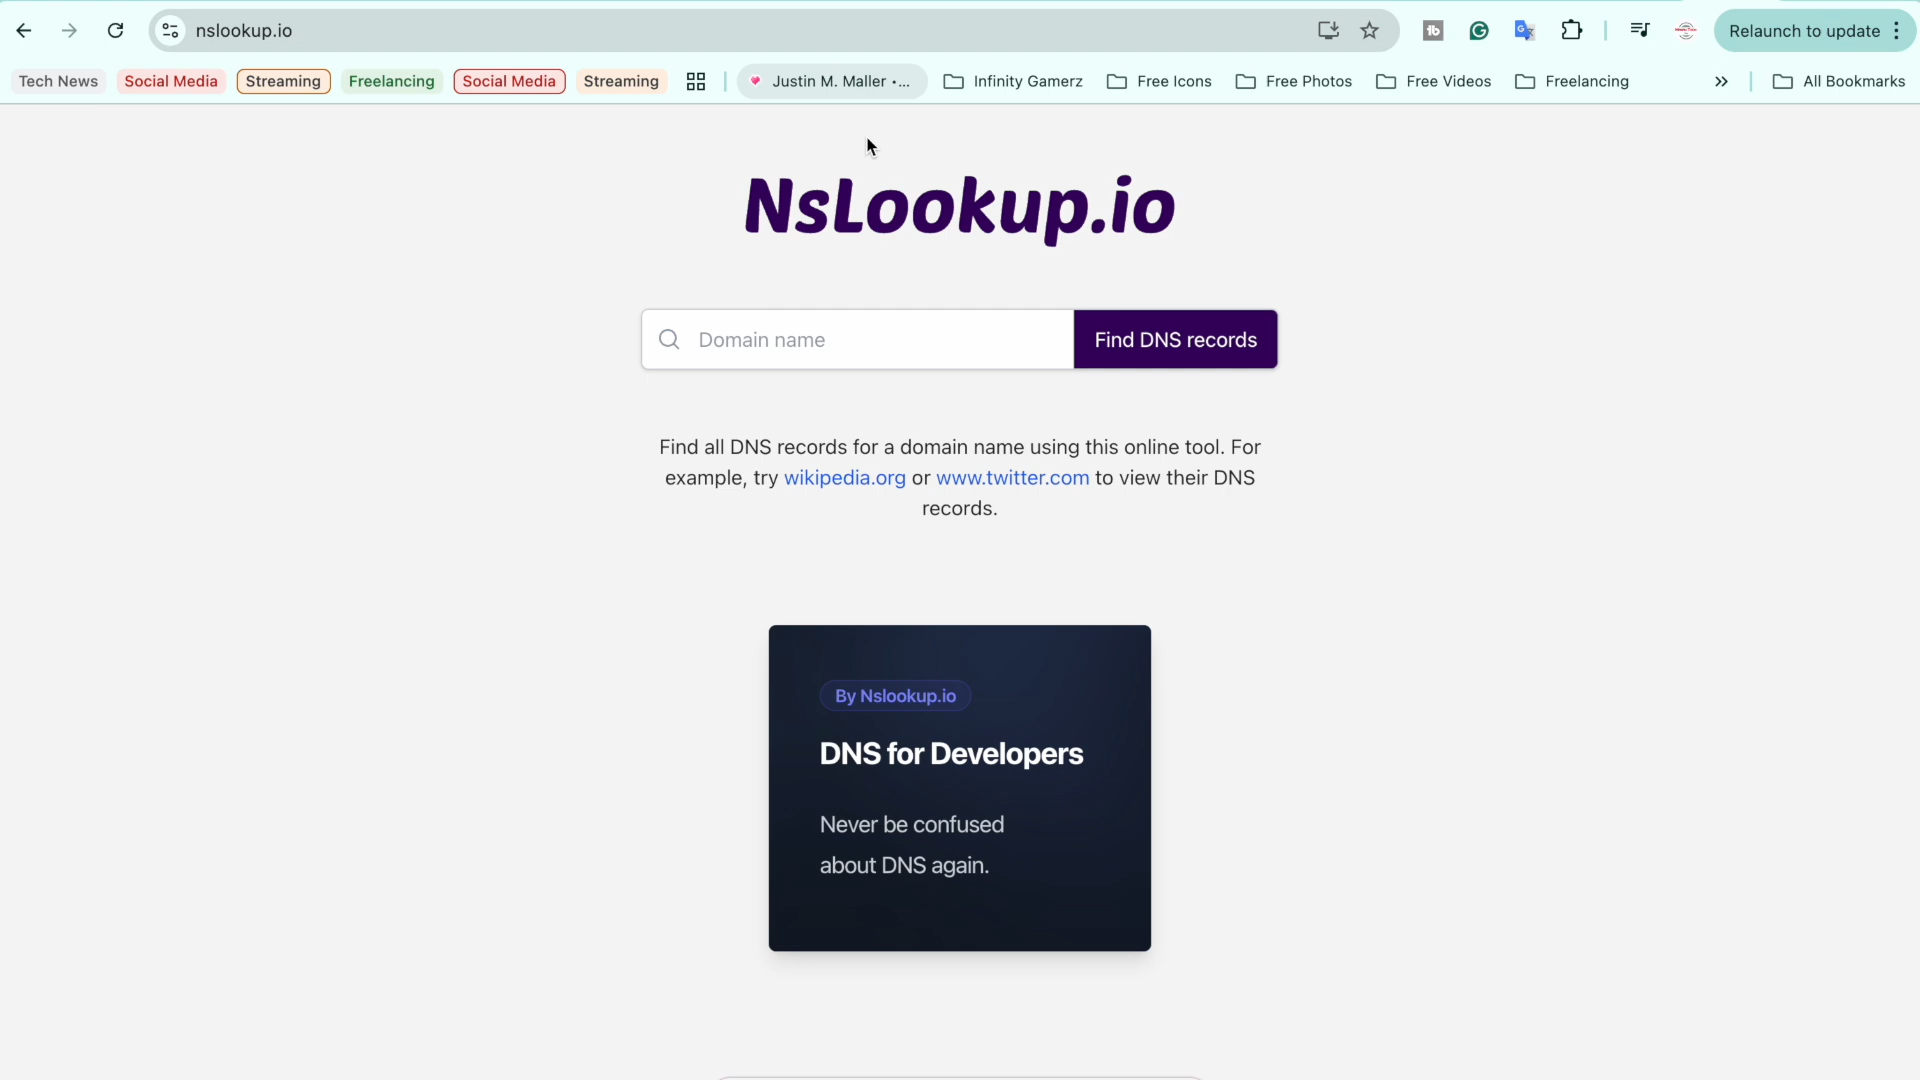 nslookup.io
Relaunch to update
Tech News
Social Media
Streaming
Freelancing
Social Media
Streaming
Justin M. Maller •...
Infinity Gamerz
Free Icons
Free Photos
Free Videos
Freelancing
All Bookmarks
NsLookup.io
Domain name
Find DNS records
Find all DNS records for a domain name using this online tool. For
example, try wikipedia.org or www.twitter.com to view their DNS
records.
By Nslookup.io
DNS for Developers
Never be confused
about DNS again.